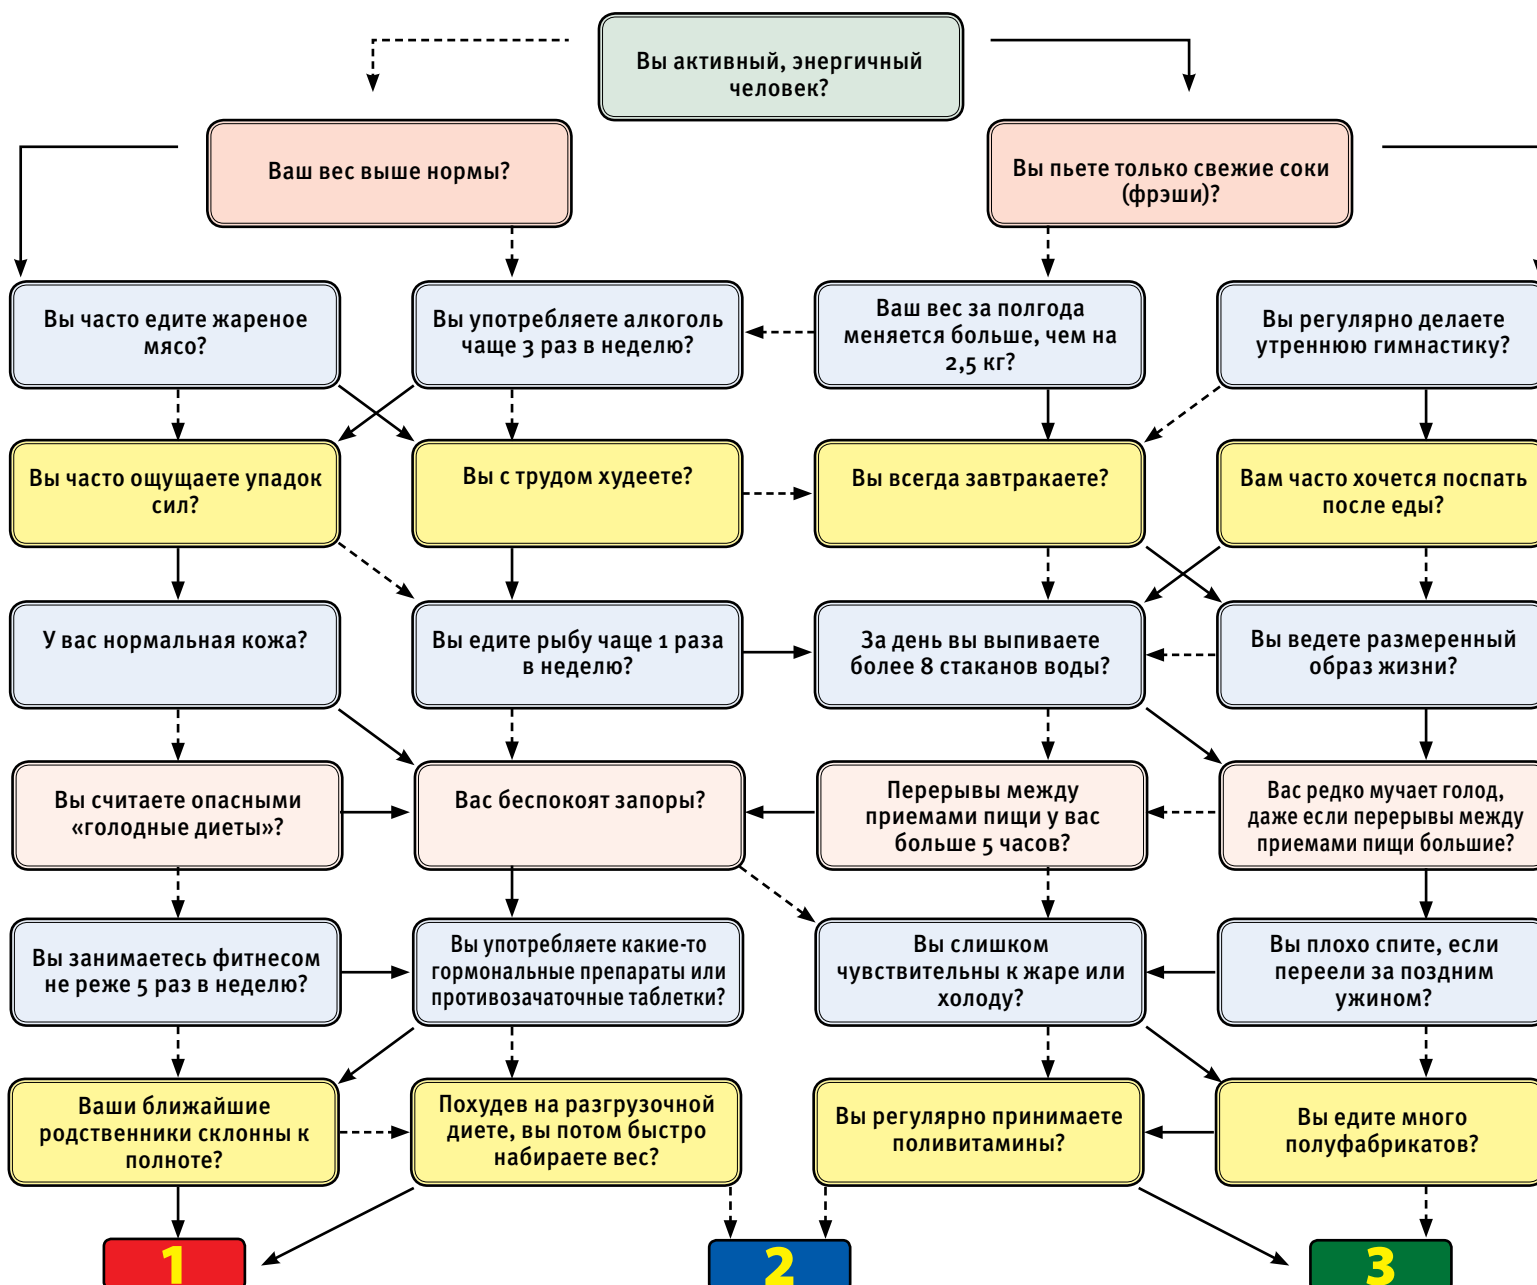 Вы активный, энергичный
человек?
Ваш вес выше нормы?
Вы пьете только свежие соки
(фрэши)?
Вы часто едите жареное
мясо?
Вы употребляете алкоголь
чаще 3 раз в неделю?
Ваш вес за полгода
меняется больше, чем на
2,5 кг?
Вы регулярно делаете
утреннюю гимнастику?
Вы часто ощущаете упадок
сил?
Вы с трудом худеете?
Вы всегда завтракаете?
Вам часто хочется поспать
после еды?
У вас нормальная кожа?
Вы едите рыбу чаще 1 раза
в неделю?
За день вы выпиваете
более 8 стаканов воды?
Вы ведете размеренный
образ жизни?
Вы считаете опасными
«голодные диеты»?
Вас беспокоят запоры?
Перерывы между
приемами пищи у вас
больше 5 часов?
Вас редко мучает голод,
даже если перерывы между
приемами пищи большие?
Вы занимаетесь фитнесом
не реже 5 раз в неделю?
Вы употребляете какие-то
гормональные препараты или
противозачаточные таблетки?
Вы слишком
чувствительны к жаре или
холоду?
Вы плохо спите, если
переели за поздним
ужином?
Ваши ближайшие
родственники склонны к
полноте?
Похудев на разгрузочной
диете, вы потом быстро
набираете вес?
Вы регулярно принимаете
поливитамины?
Вы едите много
полуфабрикатов?
1
2
3